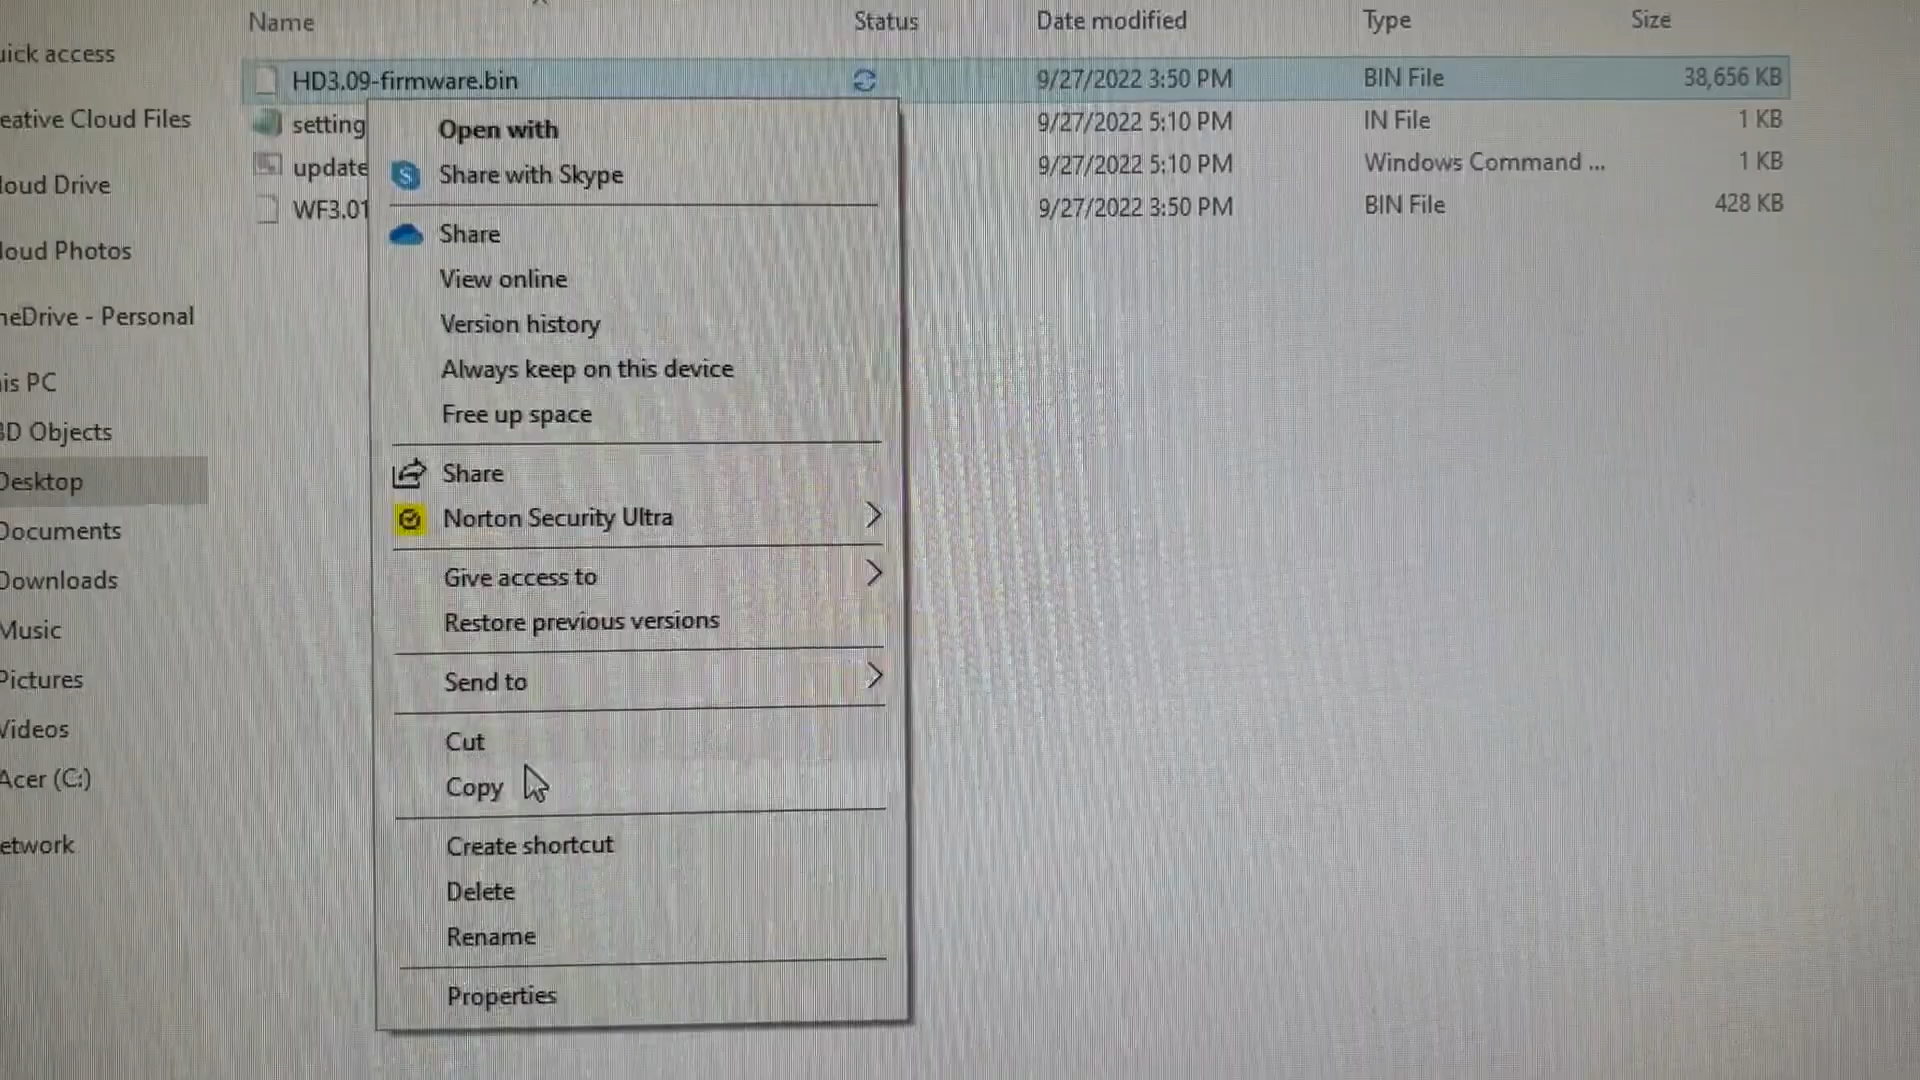 Name Status Date modified Type Size
uick access
HD3.09-firmware.bin 9/27/2022 3:50 PM BIN File 38,656 KB
eative Cloud Files
setting 9/27/2022 5:10 PM IN File 1 KB
update 9/27/2022 5:10 PM Windows Command ... 1 KB
WF3.01 9/27/2022 3:50 PM BIN File 428 KB
loud Drive
loud Photos
neDrive - Personal
is PC
3D Objects
Desktop
Documents
Downloads
Music
Pictures
Videos
Acer (C:)
etwork
Open with
Share with Skype
Share
View online
Version history
Always keep on this device
Free up space
Share
Norton Security Ultra
Give access to
Restore previous versions
Send to
Cut
Copy
Create shortcut
Delete
Rename
Properties